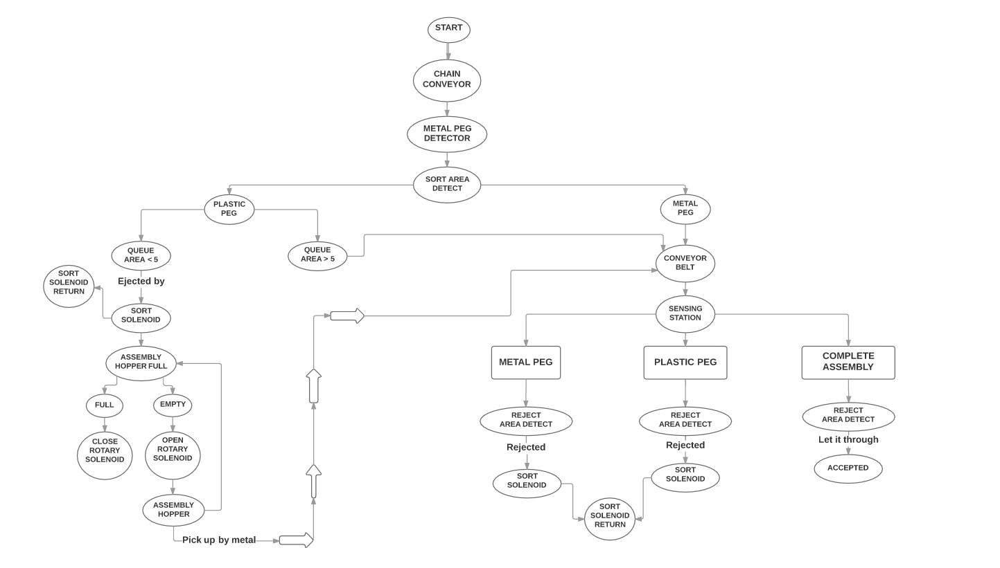 START
CHAIN
CONVEYOR
METAL PEG
DETECTOR
SORT AREA
DETECT
PLASTIC
PEG
METAL
PEG
QUEUE
AREA < 5
QUEUE
AREA > 5
CONVEYOR
BELT
SORT
SOLENOID
RETURN
Ejected by
SORT
SOLENOID
SENSING
STATION
ASSEMBLY
HOPPER FULL
METAL PEG
PLASTIC PEG
COMPLETE
ASSEMBLY
FULL
EMPTY
REJECT
AREA DETECT
REJECT
AREA DETECT
REJECT
AREA DETECT
CLOSE
ROTARY
SOLENOID
OPEN
ROTARY
SOLENOID
Rejected
Rejected
Let it through
SORT
SOLENOID
SORT
SOLENOID
ACCEPTED
ASSEMBLY
HOPPER
SORT
SOLENOID
RETURN
Pick up by metal